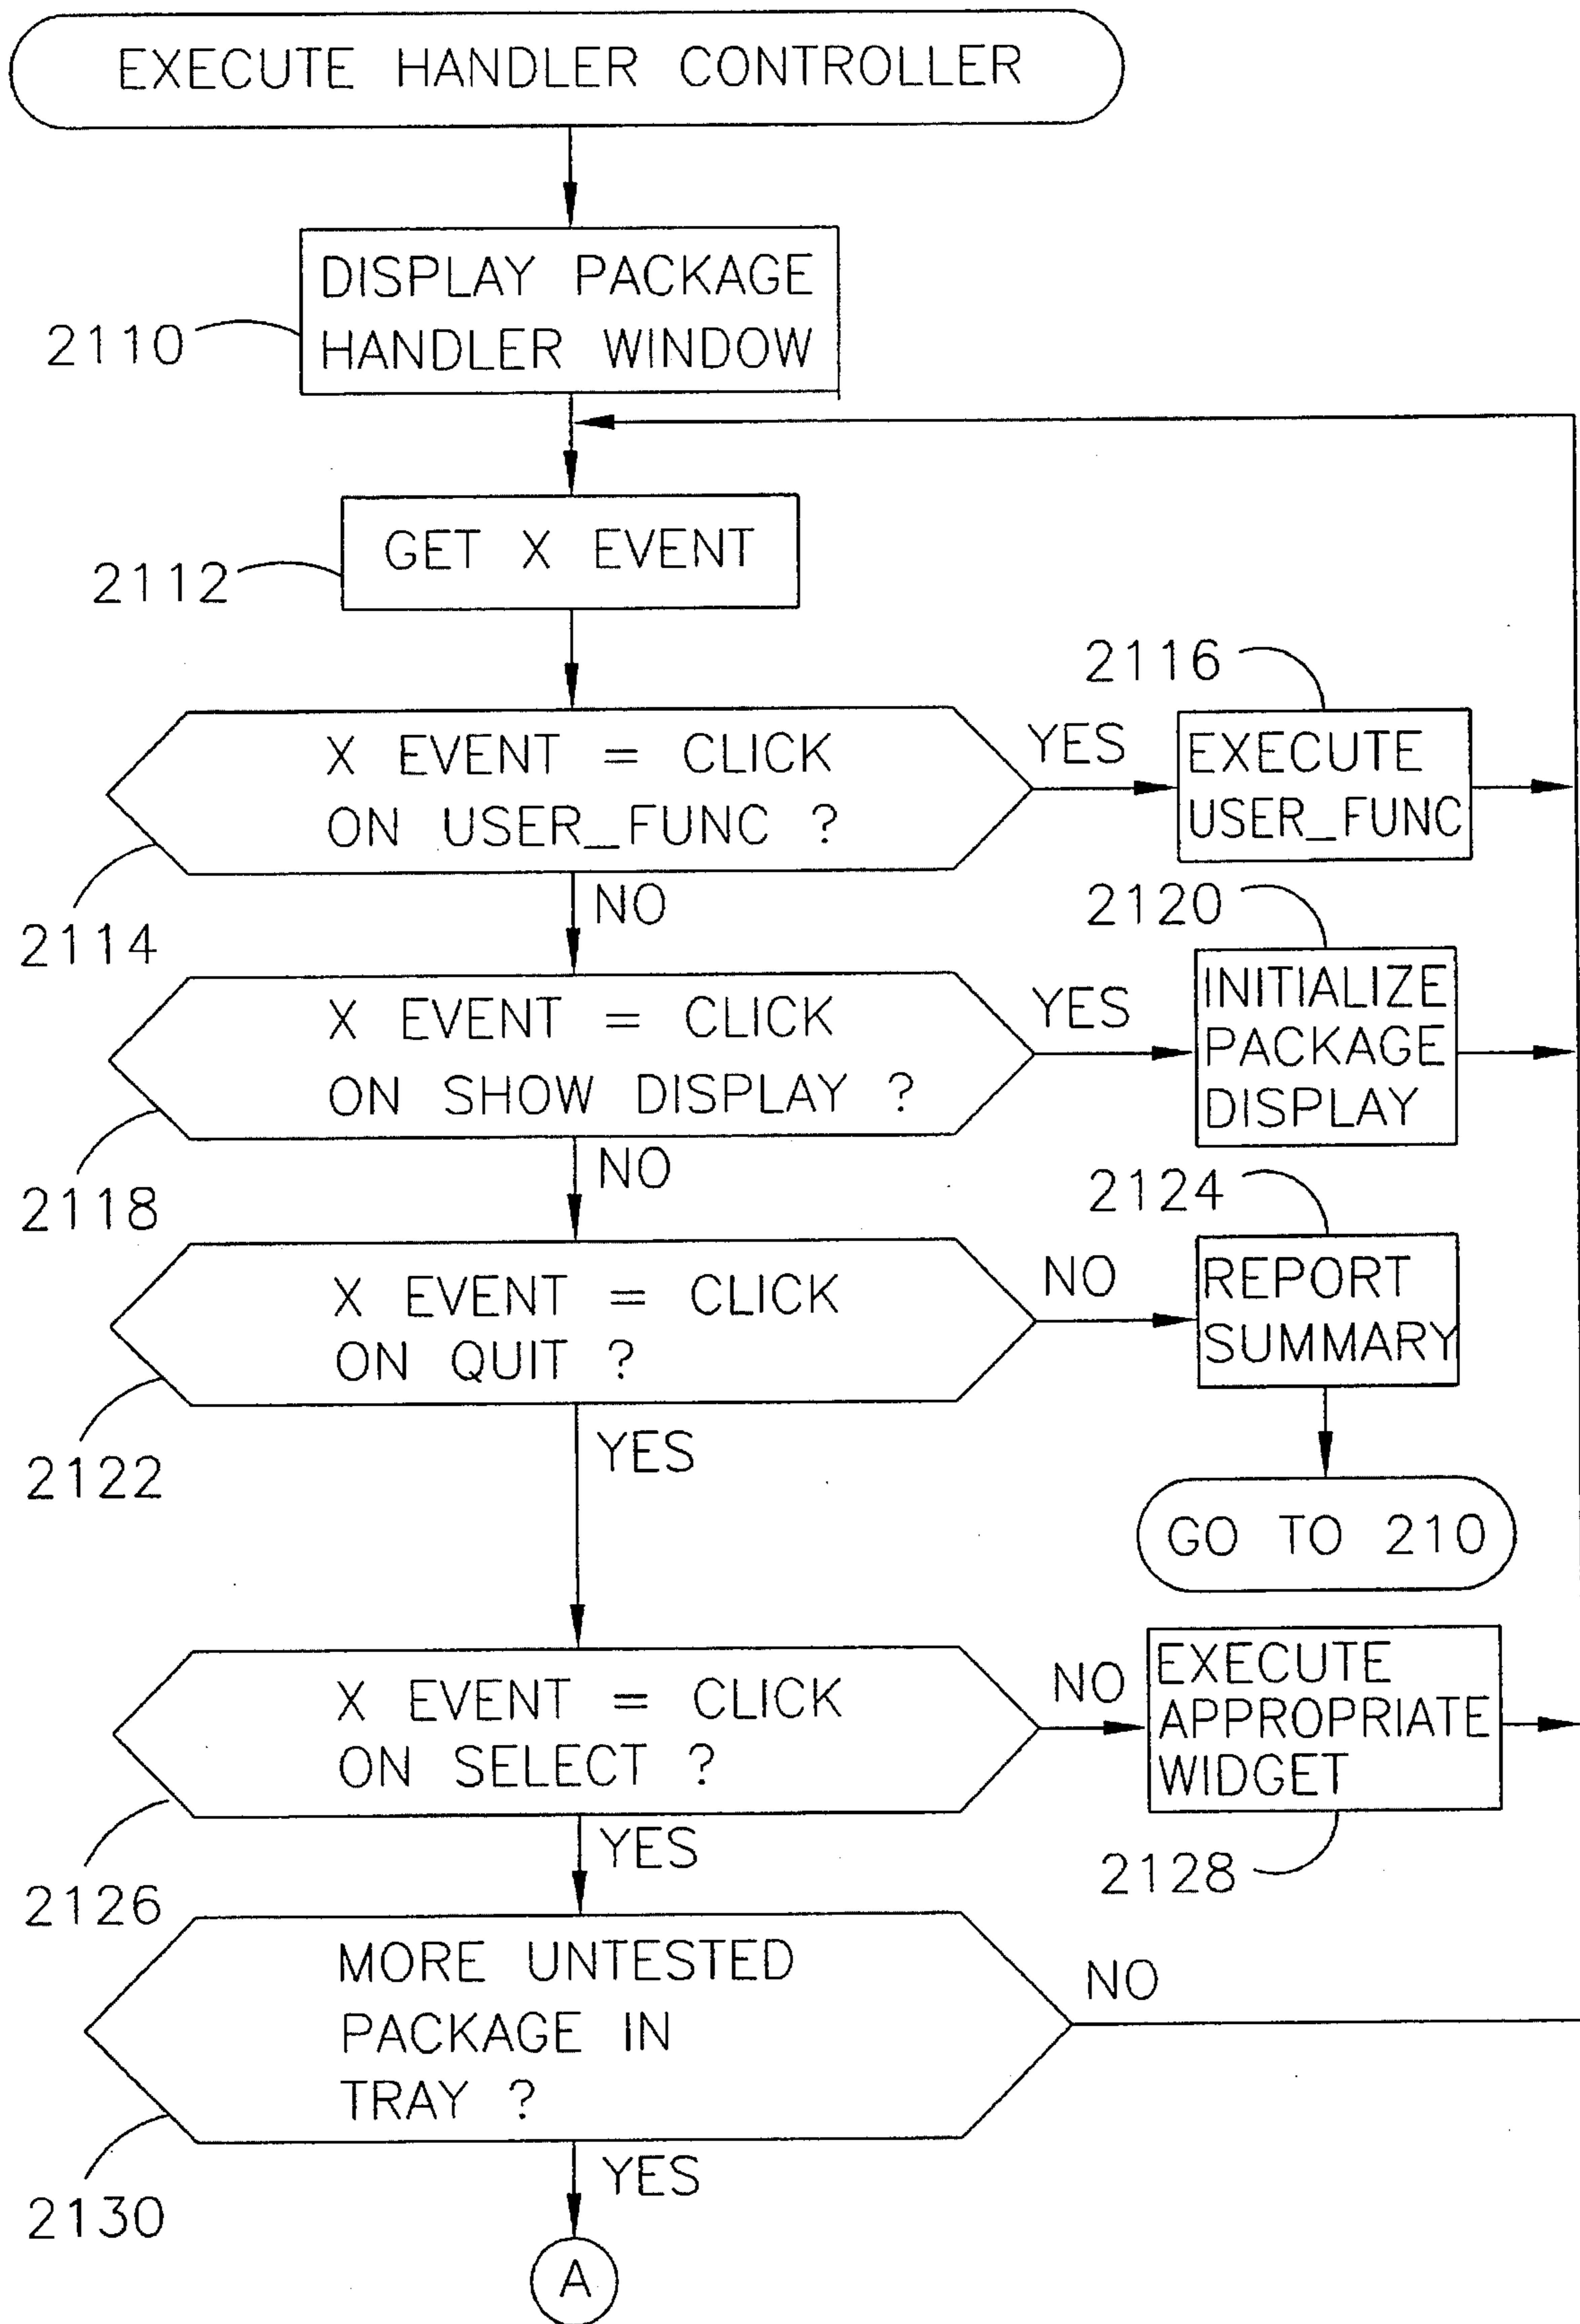 EXECUTE HANDLER CONTROLLER
DISPLAY PACKAGE
HANDLER WINDOW
2110
GET X EVENT
2112
2116
X EVENT = CLICK
ON USER_FUNC ?
YES
EXECUTE
USER_FUNC
2114
NO
2120
X EVENT = CLICK
ON SHOW DISPLAY ?
YES
INITIALIZE
PACKAGE
DISPLAY
2118
NO
2124
X EVENT = CLICK
ON QUIT ?
NO
REPORT
SUMMARY
2122
YES
GO TO 210
X EVENT = CLICK
ON SELECT ?
NO
EXECUTE
APPROPRIATE
WIDGET
2128
2126
YES
MORE UNTESTED
PACKAGE IN
TRAY ?
NO
2130
YES
A